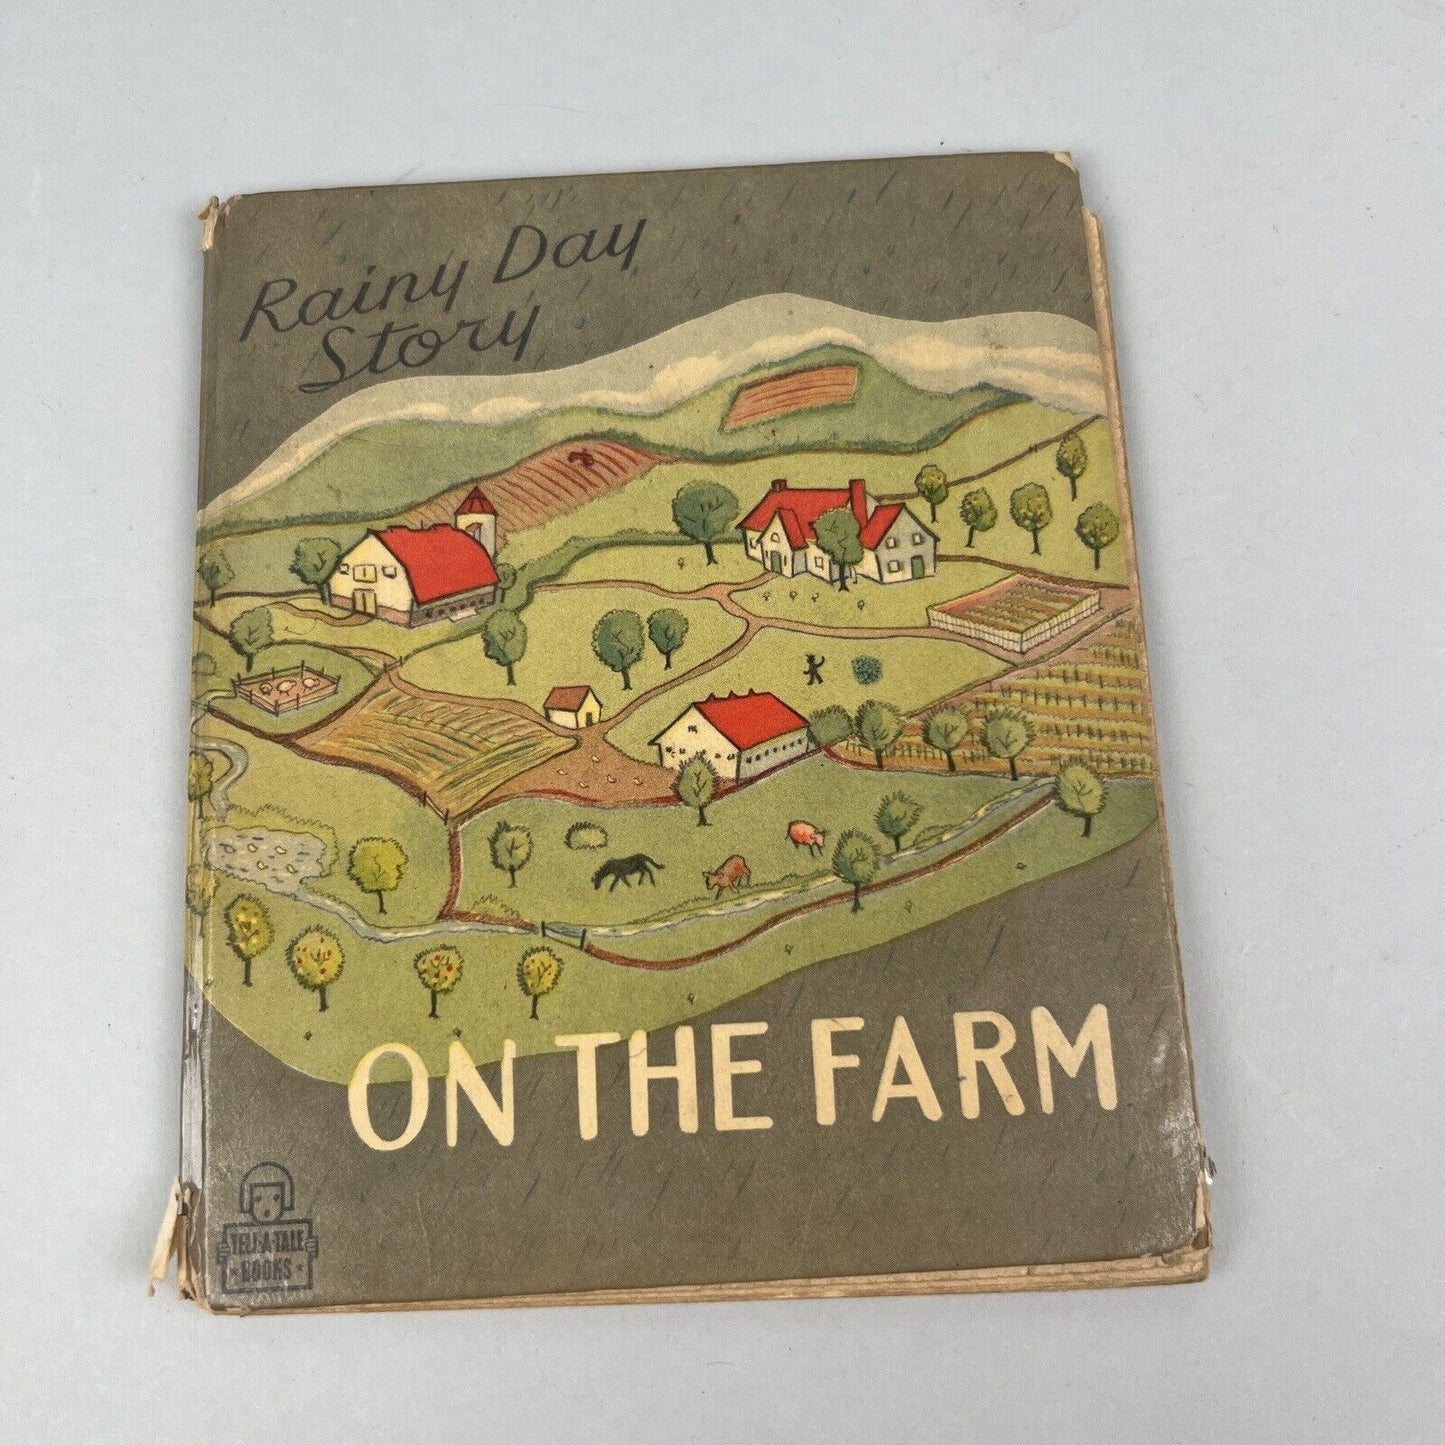 Rainy Day
Story
ON THE FARM
TELL-A-TALE
BOOKS